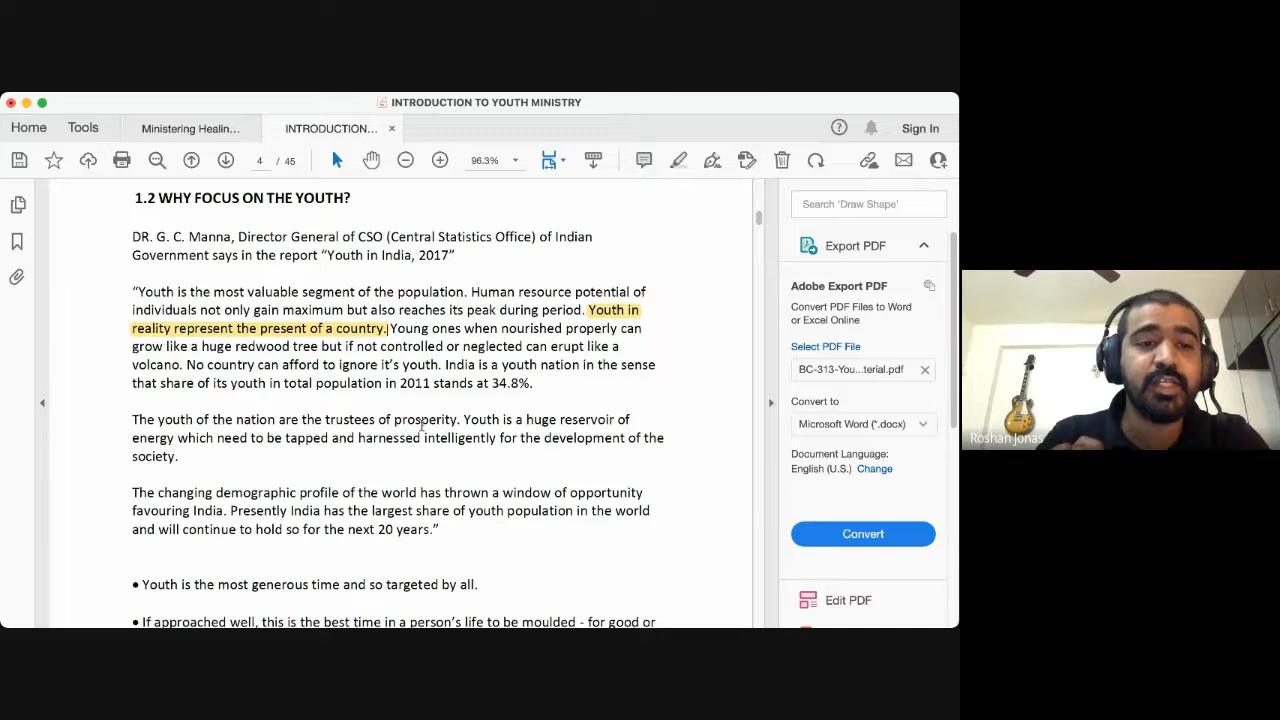 INTRODUCTION TO YOUTH MINISTRY
Home
Tools
Ministering Healin...
INTRODUCTION...
Sign In
4 / 45
96.3%
1.2 WHY FOCUS ON THE YOUTH?
DR. G. C. Manna, Director General of CSO (Central Statistics Office) of Indian
Government says in the report “Youth in India, 2017”
“Youth is the most valuable segment of the population. Human resource potential of
individuals not only gain maximum but also reaches its peak during period. Youth in
reality represent the present of a country. Young ones when nourished properly can
grow like a huge redwood tree but if not controlled or neglected can erupt like a
volcano. No country can afford to ignore it’s youth. India is a youth nation in the sense
that share of its youth in total population in 2011 stands at 34.8%.
The youth of the nation are the trustees of prosperity. Youth is a huge reservoir of
energy which need to be tapped and harnessed intelligently for the development of the
society.
The changing demographic profile of the world has thrown a window of opportunity
favouring India. Presently India has the largest share of youth population in the world
and will continue to hold so for the next 20 years.”
• Youth is the most generous time and so targeted by all.
• If approached well, this is the best time in a person’s life to be moulded - for good or
Search 'Draw Shape'
Export PDF
Adobe Export PDF
Convert PDF Files to Word
or Excel Online
Select PDF File
BC-313-You...terial.pdf
Convert to
Microsoft Word (*.docx)
Document Language:
English (U.S.) Change
Convert
Edit PDF
Roshan Jonas